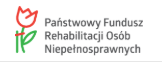 Państwowy Fundusz
Rehabilitacji Osób
Niepełnosprawnych